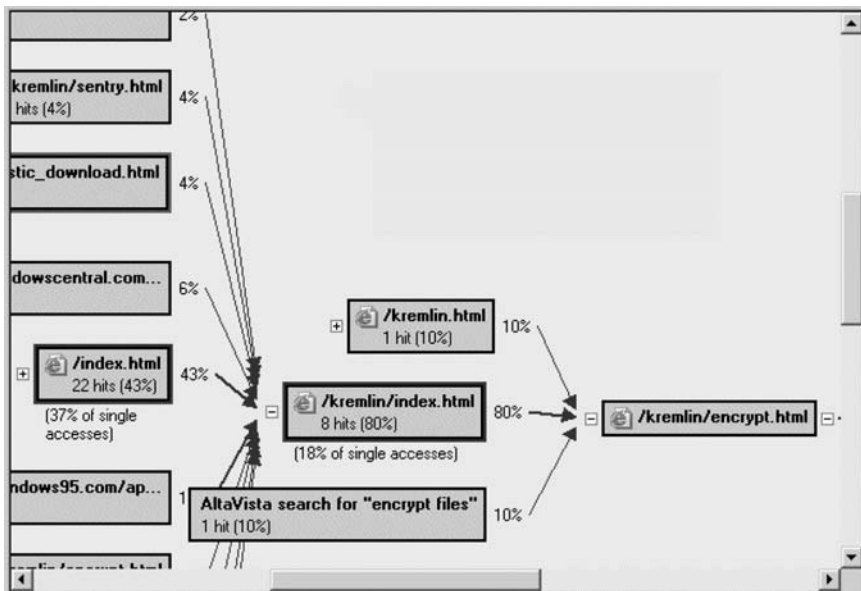 2%
kremlin/sentry.html
hits (4%)
4%
stic_download.html
4%
dowscentral.com...
6%
/kremlin.html
1 hit (10%)
10%
/index.html
22 hits (43%)
43%
(37% of single
accesses)
/kremlin/index.html
8 hits (80%)
80%
(18% of single accesses)
/kremlin/encrypt.html
ndows95.com/ap...
1
AltaVista search for "encrypt files"
1 hit (10%)
10%